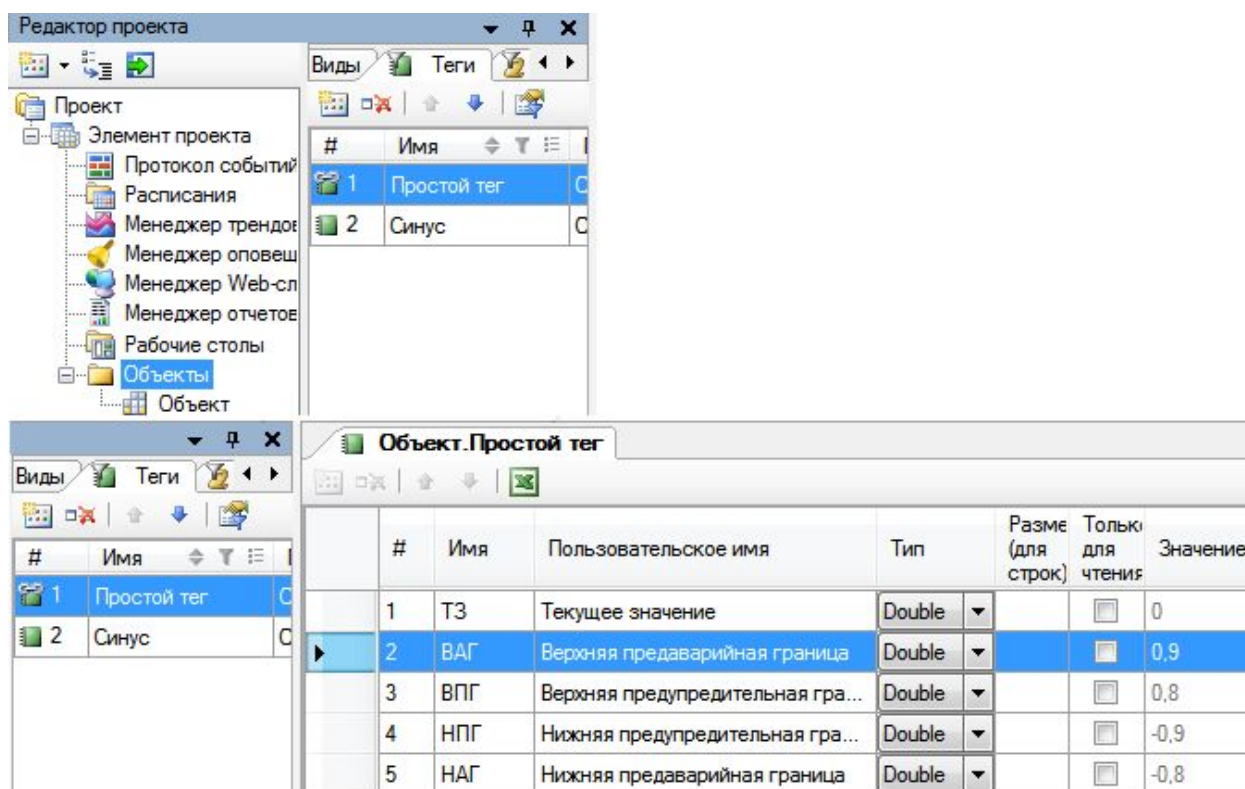 Редактор проекта
Виды Теги
Проект
Элемент проекта
Протокол событий
Расписания
Менеджер трендов
Менеджер оповещ
Менеджер Web-сл
Менеджер отчетов
Рабочие столы
Объекты
Объект
# Имя
1 Простой тег
2 Синус
Виды Теги
# Имя
1 Простой тег
2 Синус
Объект.Простой тег
# Имя Пользовательское имя Тип Разме (для строк) Только для чтения Значение
1 ТЗ Текущее значение Double 0
2 ВАГ Верхняя предаварийная граница Double 0,9
3 ВПГ Верхняя предупредительная гра... Double 0,8
4 НПГ Нижняя предупредительная гра... Double -0,9
5 НАГ Нижняя предаварийная граница Double -0,8